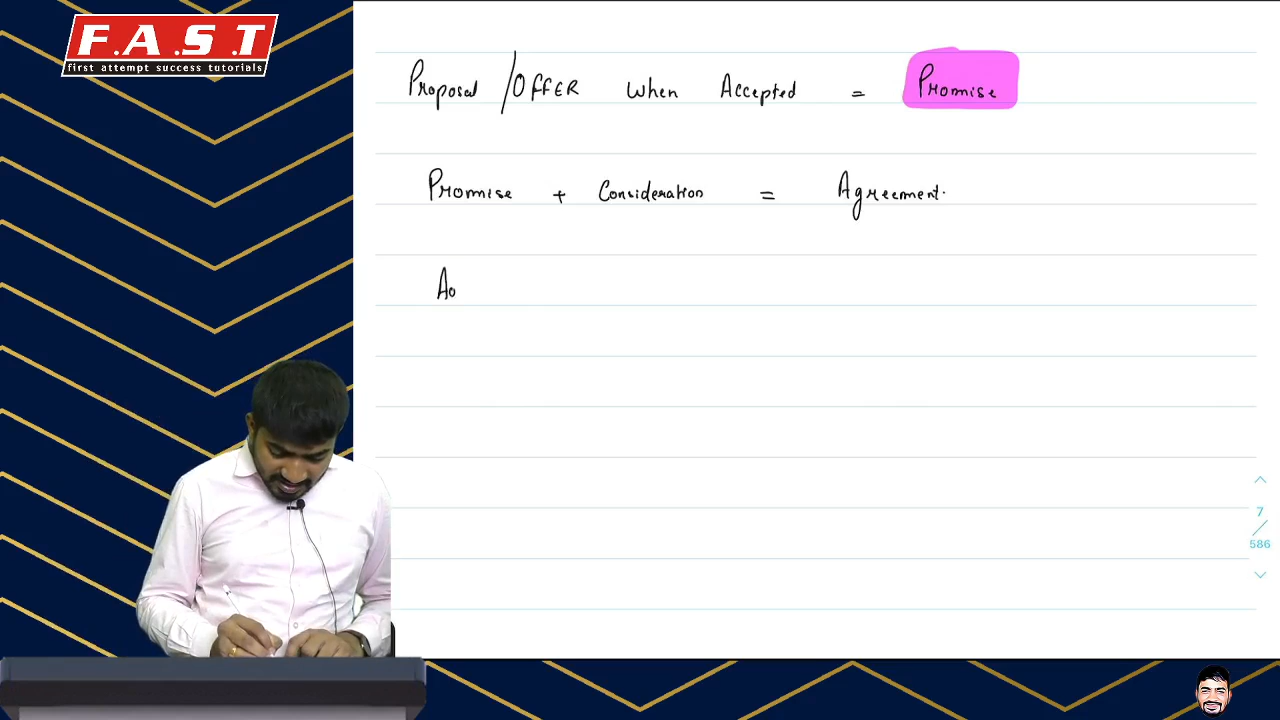 F.A.S.T
first attempt success tutorials
Proposal / OFFER When Accepted = Promise
Promise + Consideration = Agreement.
Ao
7
586